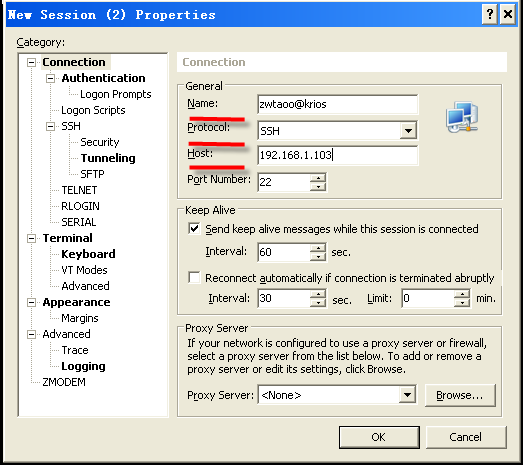 New Session (2) Properties
Category:
Connection
Authentication
Logon Prompts
Logon Scripts
SSH
Security
Tunneling
SFTP
TELNET
RLOGIN
SERIAL
Terminal
Keyboard
VT Modes
Advanced
Appearance
Margins
Advanced
Trace
Logging
ZMODEM
Connection
General
Name: zwtaoo@krios
Protocol: SSH
Host: 192.168.1.103
Port Number: 22
Keep Alive
Send keep alive messages while this session is connected
Interval: 60 sec.
Reconnect automatically if connection is terminated abruptly
Interval: 30 sec. Limit: 0 min.
Proxy Server
If your network is configured to use a proxy server or firewall,
select a proxy server from the list below. To add or remove a
proxy server or edit its settings, click Browse.
Proxy Server: <None> Browse...
OK Cancel